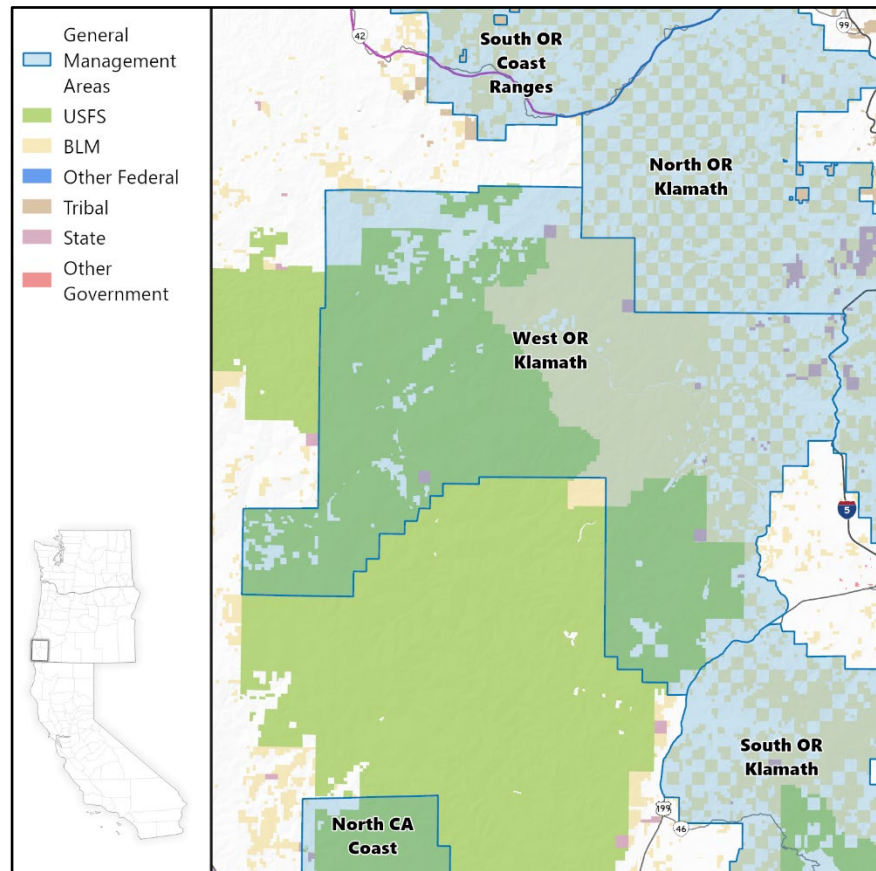 General
Management
Areas
USFS
BLM
Other Federal
Tribal
State
Other
Government
42
South OR
Coast
Ranges
99
North OR
Klamath
West OR
Klamath
5
South OR
Klamath
199
46
North CA
Coast